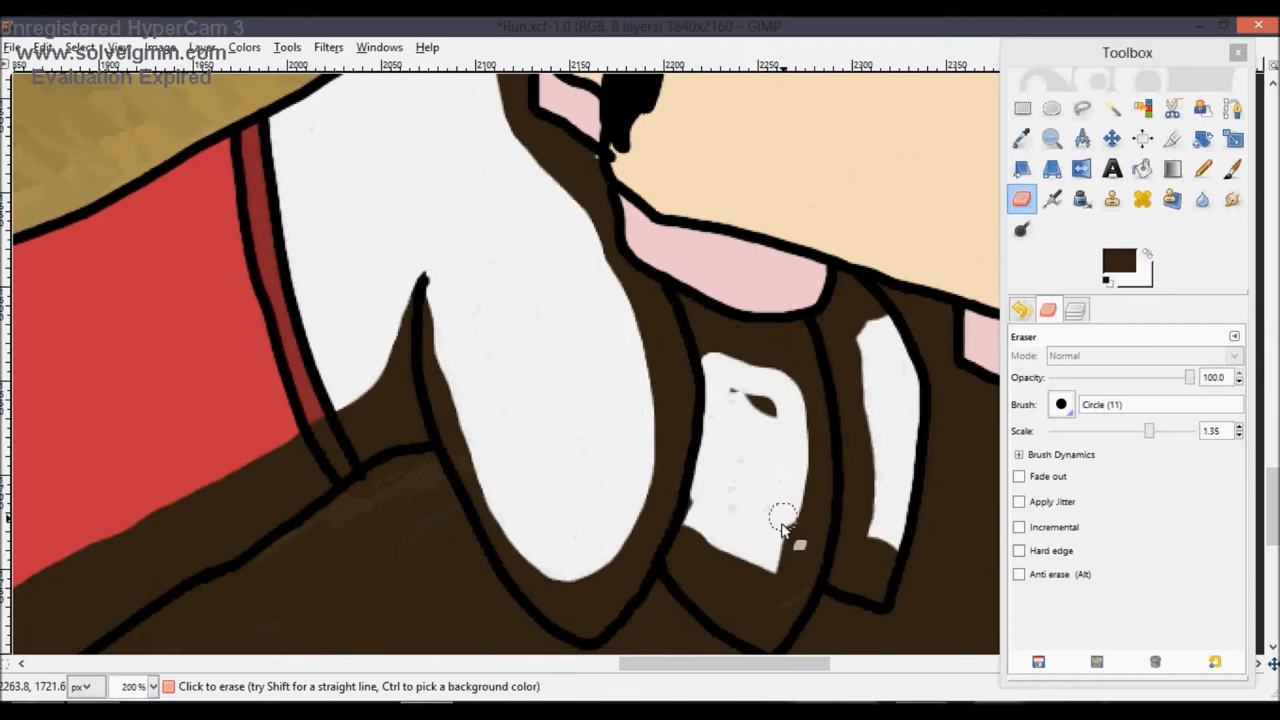 Unregistered HyperCam 3
*Run.xcf-1.0 (RGB, 8 layers) 3840x2160 – GIMP
File Edit Select View Image Layer Colors Tools Filters Windows Help
www.solveigmm.com
Evaluation Expired
2000 2050 2100 2150 2200 2250 2300 2350
Toolbox
Eraser
Mode: Normal
Opacity: 100.0
Brush: Circle (11)
Scale: 1.35
Brush Dynamics
Fade out
Apply Jitter
Incremental
Hard edge
Anti erase (Alt)
2263.8, 1721.6 px 200 % Click to erase (try Shift for a straight line, Ctrl to pick a background color)